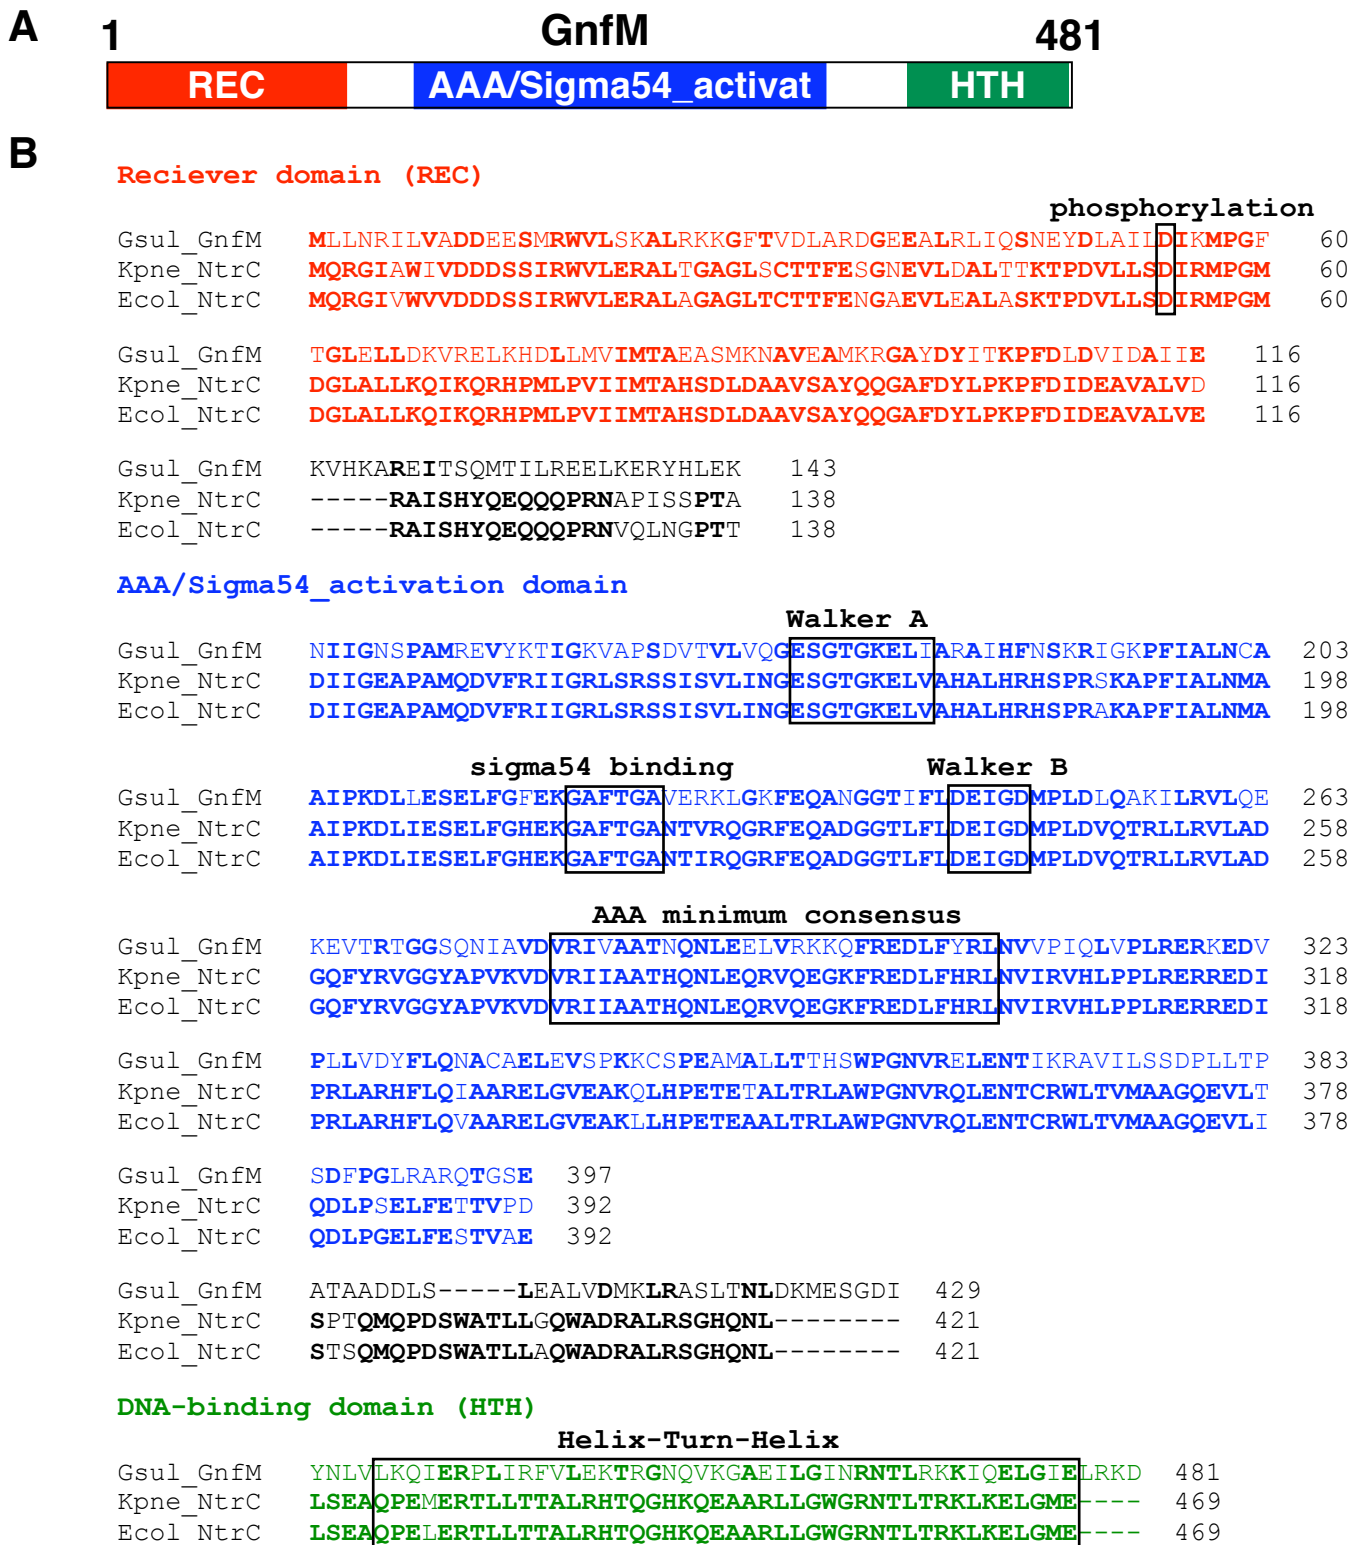 A
1 GnfM 481
REC AAA/Sigma54_activat HTH
B
Reciever domain (REC)
phosphorylation
Gsul_GnfM MLLNRILVADDEESMRWVLSKALRKKGFTVDLARDGEEALRLIQSNEYDLAILDIKMPGF 60
Kpne_NtrC MQRGIAWIVDDDSSIRWVLERALTGAGLSCTTFESGNEVLDALTTKTPDVLLSDIRMPGM 60
Ecol_NtrC MQRGIVWVVDDDSSIRWVLERALAGAGLTCTTFENGAEVLEALASKTPDVLLSDIRMPGM 60
Gsul_GnfM TGLELLDKVRELKHDLLMVIMTAEASMKNAVEAMKRGAYDYITKPFDLDVIDAIIE 116
Kpne_NtrC DGLALLKQIKQRHPMLPVIIMTAHSDLDAAVSAYQQGAFDYLPKPFDIDEAVALVD 116
Ecol_NtrC DGLALLKQIKQRHPMLPVIIMTAHSDLDAAVSAYQQGAFDYLPKPFDIDEAVALVE 116
Gsul_GnfM KVHKAREITSQMTILREELKERYHLEK 143
Kpne_NtrC -----RAISHYQEQQQPRNAPISSPTA 138
Ecol_NtrC -----RAISHYQEQQQPRNVQLNGPTT 138
AAA/Sigma54_activation domain
Walker A
Gsul_GnfM NIIGNSPAMREVYKTIGKVAPSDVTVLVQGESGTGKELIARAIHFNSKRIGKPFIALNCA 203
Kpne_NtrC DIIGEAPAMQDVFRIIGRLSRSSISVLINGESGTGKELVAHALHRHSPRSKAPFIALNMA 198
Ecol_NtrC DIIGEAPAMQDVFRIIGRLSRSSISVLINGESGTGKELVAHALHRHSPRAKAPFIALNMA 198
sigma54 binding Walker B
Gsul_GnfM AIPKDLLESELFGFEKGAFTGAVERKLGKFEQANGGTIFLDEIGDMPLDLQAKILRVLQE 263
Kpne_NtrC AIPKDLIESELFGHEKGAFTGANTVRQGRFEQADGGTLFLDEIGDMPLDVQTRLLRVLAD 258
Ecol_NtrC AIPKDLIESELFGHEKGAFTGANTIRQGRFEQADGGTLFLDEIGDMPLDVQTRLLRVLAD 258
AAA minimum consensus
Gsul_GnfM KEVTRTGGSQNIAVDVRIVAATNQNLEELVRKKQFREDLFYRLNVVPIQLVPLRERKEDV 323
Kpne_NtrC GQFYRVGGYAPVKVDVRIIAATHQNLEQRVQEGKFREDLFHRLNVIRVHLPPLRERREDI 318
Ecol_NtrC GQFYRVGGYAPVKVDVRIIAATHQNLEQRVQEGKFREDLFHRLNVIRVHLPPLRERREDI 318
Gsul_GnfM PLLVDYFLQNACAELEVSPKKCSPEAMALLTTHSWPGNVRELENTIKRAVILSSDPLLTP 383
Kpne_NtrC PRLARHFLQIAARELGVEAKQLHPETETALTRLAWPGNVRQLENTCRWLTVMAAGQEVLT 378
Ecol_NtrC PRLARHFLQVAARELGVEAKLLHPETEAALTRLAWPGNVRQLENTCRWLTVMAAGQEVLI 378
Gsul_GnfM SDFPGLRARQTGSE 397
Kpne_NtrC QDLPSELFETTVPD 392
Ecol_NtrC QDLPGELFESTVAE 392
Gsul_GnfM ATAADDLS-----LEALVDMKLRASLTNLDKMESGDI 429
Kpne_NtrC SPTQMQPDSWATLLGQWADRALRSGHQNL-------- 421
Ecol_NtrC STSQMQPDSWATLLAQWADRALRSGHQNL-------- 421
DNA-binding domain (HTH)
Helix-Turn-Helix
Gsul_GnfM YNLVLKQIERPLIRFVLEKTRGNQVKGAEILGINRNTLRKKIQELGIELRKD 481
Kpne_NtrC LSEAQPEMERTLLTTALRHTQGHKQEAARLLGWGRNTLTRKLKELGME---- 469
Ecol_NtrC LSEAQPELERTLLTTALRHTQGHKQEAARLLGWGRNTLTRKLKELGME---- 469